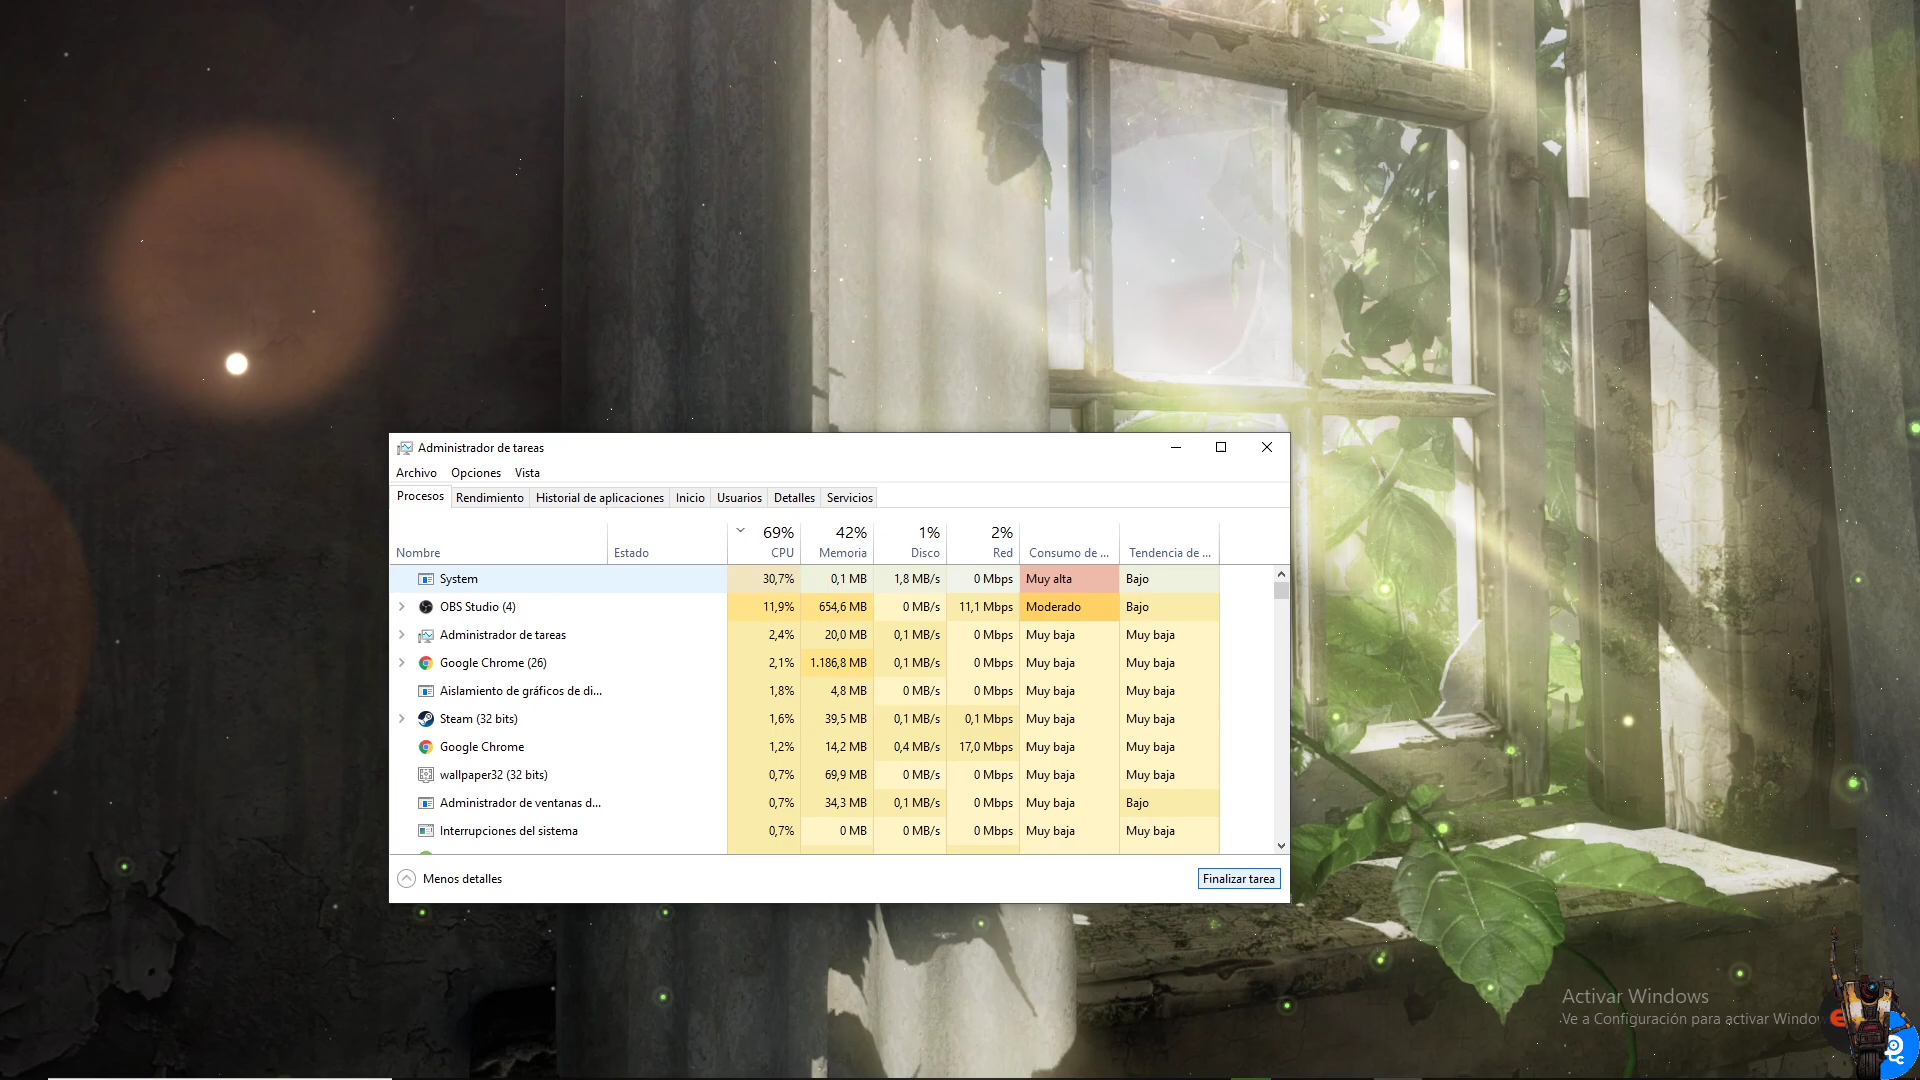 Administrador de tareas
Archivo Opciones Vista
Procesos Rendimiento Historial de aplicaciones Inicio Usuarios Detalles Servicios
69% 42% 1% 2%
Nombre Estado CPU Memoria Disco Red Consumo de ... Tendencia de ...
System 30,7% 0,1 MB 1,8 MB/s 0 Mbps Muy alta Bajo
OBS Studio (4) 11,9% 654,6 MB 0 MB/s 11,1 Mbps Moderado Bajo
Administrador de tareas 2,4% 20,0 MB 0,1 MB/s 0 Mbps Muy baja Muy baja
Google Chrome (26) 2,1% 1.186,8 MB 0,1 MB/s 0 Mbps Muy baja Muy baja
Aislamiento de gráficos de di... 1,8% 4,8 MB 0 MB/s 0 Mbps Muy baja Muy baja
Steam (32 bits) 1,6% 39,5 MB 0,1 MB/s 0,1 Mbps Muy baja Muy baja
Google Chrome 1,2% 14,2 MB 0,4 MB/s 17,0 Mbps Muy baja Muy baja
wallpaper32 (32 bits) 0,7% 69,9 MB 0 MB/s 0 Mbps Muy baja Muy baja
Administrador de ventanas d... 0,7% 34,3 MB 0,1 MB/s 0 Mbps Muy baja Bajo
Interrupciones del sistema 0,7% 0 MB 0 MB/s 0 Mbps Muy baja Muy baja
Menos detalles Finalizar tarea
Activar Windows
Ve a Configuración para activar Windo